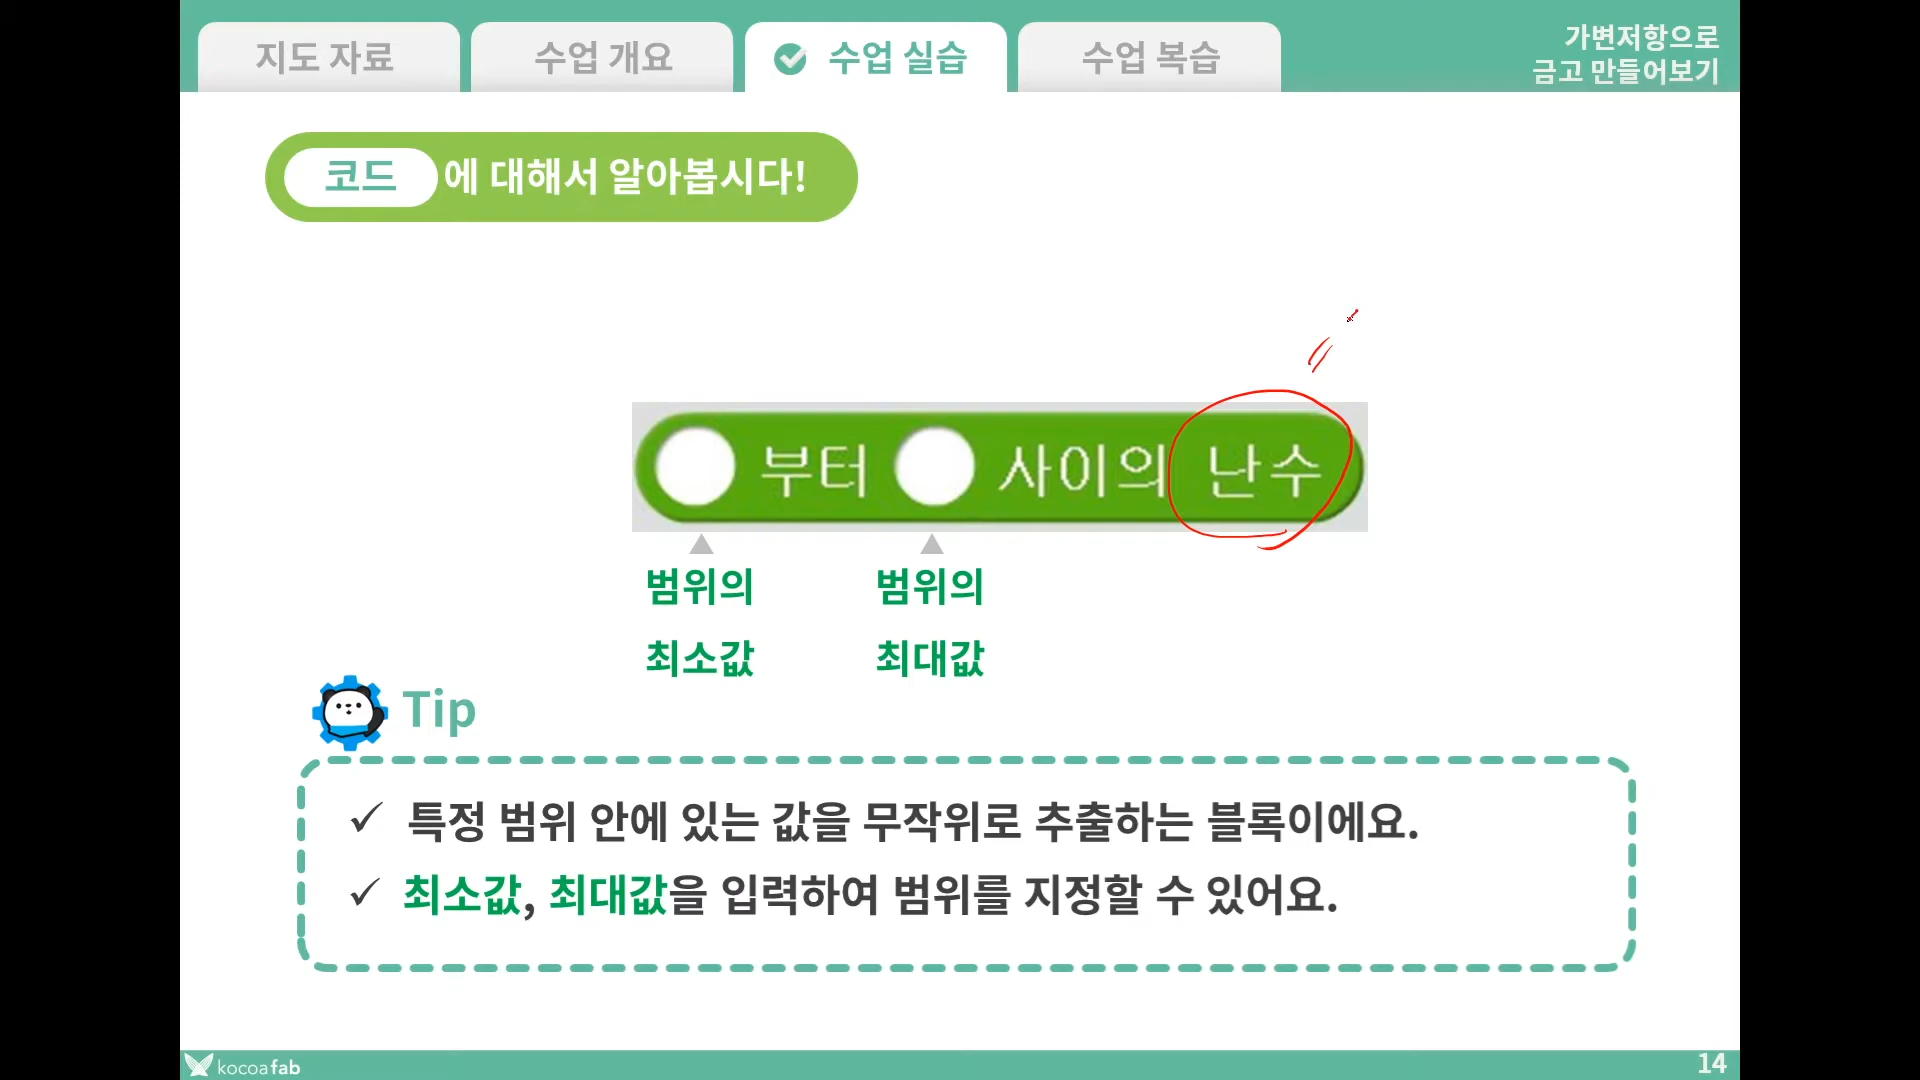 지도 자료
수업 개요
수업 실습
수업 복습
가변저항으로
금고 만들어보기
코드에 대해서 알아봅시다!
부터 사이의 난수
범위의
최소값
범위의
최대값
Tip
특정 범위 안에 있는 값을 무작위로 추출하는 블록이에요.
최소값, 최대값을 입력하여 범위를 지정할 수 있어요.
kocoafab
14